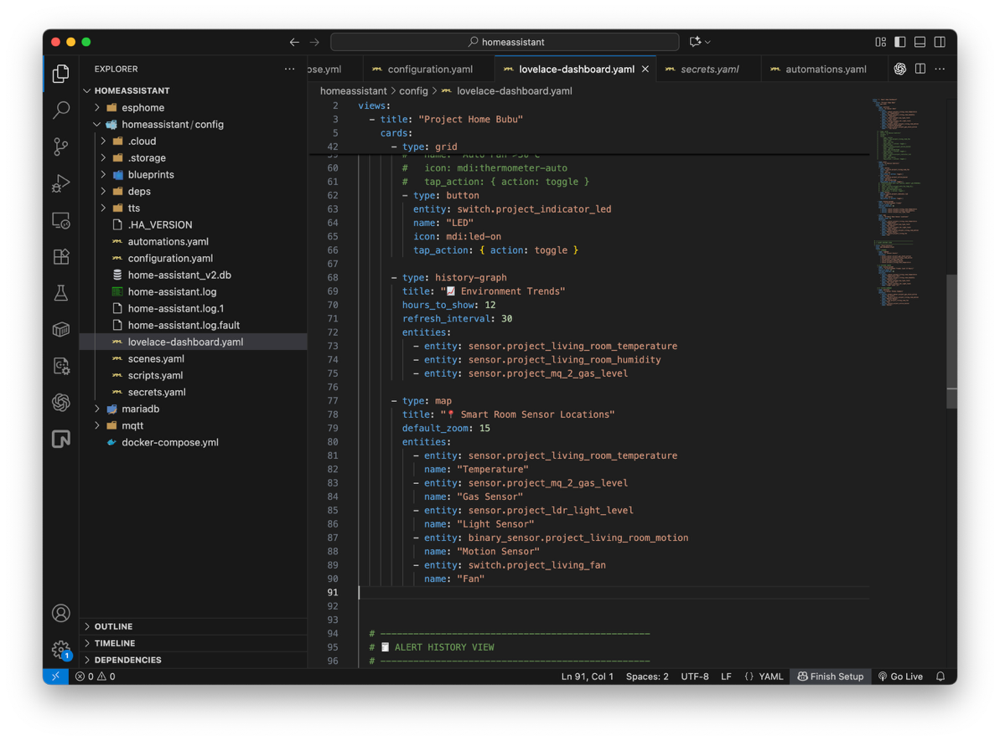 homeassistant
EXPLORER
ose.yml
configuration.yaml
lovelace-dashboard.yaml
secrets.yaml
automations.yaml
homeassistant > config > lovelace-dashboard.yaml
HOMEASSISTANT
esphome
homeassistant/config
.cloud
.storage
blueprints
deps
tts
.HA_VERSION
automations.yaml
configuration.yaml
home-assistant_v2.db
home-assistant.log
home-assistant.log.1
home-assistant.log.fault
lovelace-dashboard.yaml
scenes.yaml
scripts.yaml
secrets.yaml
mariadb
mqtt
docker-compose.yml
OUTLINE
TIMELINE
DEPENDENCIES
1
2 views:
3 - title: "Project Home Bubu"
5 cards:
42 - type: grid
60 # icon: mdi:thermometer-auto
61 # tap_action: { action: toggle }
62 - type: button
63 entity: switch.project_indicator_led
64 name: "LED"
65 icon: mdi:led-on
66 tap_action: { action: toggle }
67
68 - type: history-graph
69 title: "📈 Environment Trends"
70 hours_to_show: 12
71 refresh_interval: 30
72 entities:
73 - entity: sensor.project_living_room_temperature
74 - entity: sensor.project_living_room_humidity
75 - entity: sensor.project_mq_2_gas_level
76
77 - type: map
78 title: "📍 Smart Room Sensor Locations"
79 default_zoom: 15
80 entities:
81 - entity: sensor.project_living_room_temperature
82 name: "Temperature"
83 - entity: sensor.project_mq_2_gas_level
84 name: "Gas Sensor"
85 - entity: sensor.project_ldr_light_level
86 name: "Light Sensor"
87 - entity: binary_sensor.project_living_room_motion
88 name: "Motion Sensor"
89 - entity: switch.project_living_fan
90 name: "Fan"
91
92
93
94 # -------------------------------------------------
95 # ALERT HISTORY VIEW
96 # -------------------------------------------------
0 0
Ln 91, Col 1 Spaces: 2 UTF-8 LF {} YAML Finish Setup Go Live